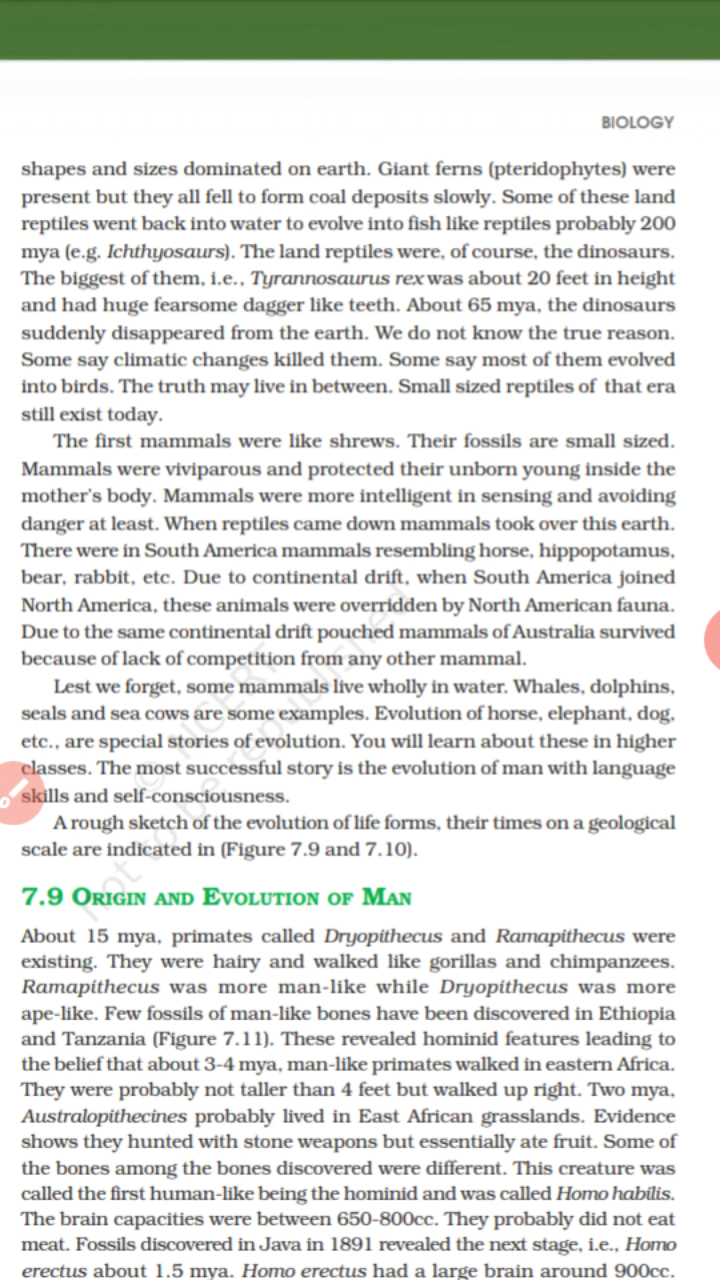 BIOLOGY
shapes and sizes dominated on earth. Giant ferns (pteridophytes) were
present but they all fell to form coal deposits slowly. Some of these land
reptiles went back into water to evolve into fish like reptiles probably 200
mya (e.g. Ichthyosaurs). The land reptiles were, of course, the dinosaurs.
The biggest of them, i.e., Tyrannosaurus rex was about 20 feet in height
and had huge fearsome dagger like teeth. About 65 mya, the dinosaurs
suddenly disappeared from the earth. We do not know the true reason.
Some say climatic changes killed them. Some say most of them evolved
into birds. The truth may live in between. Small sized reptiles of that era
still exist today.
The first mammals were like shrews. Their fossils are small sized.
Mammals were viviparous and protected their unborn young inside the
mother's body. Mammals were more intelligent in sensing and avoiding
danger at least. When reptiles came down mammals took over this earth.
There were in South America mammals resembling horse, hippopotamus,
bear, rabbit, etc. Due to continental drift, when South America joined
North America, these animals were overridden by North American fauna.
Due to the same continental drift pouched mammals of Australia survived
because of lack of competition from any other mammal.
Lest we forget, some mammals live wholly in water. Whales, dolphins,
seals and sea cows are some examples. Evolution of horse, elephant, dog,
etc., are special stories of evolution. You will learn about these in higher
classes. The most successful story is the evolution of man with language
skills and self-consciousness.
A rough sketch of the evolution of life forms, their times on a geological
scale are indicated in (Figure 7.9 and 7.10).
7.9 ORIGIN AND EVOLUTION OF MAN
About 15 mya, primates called Dryopithecus and Ramapithecus were
existing. They were hairy and walked like gorillas and chimpanzees.
Ramapithecus was more man-like while Dryopithecus was more
ape-like. Few fossils of man-like bones have been discovered in Ethiopia
and Tanzania (Figure 7.11). These revealed hominid features leading to
the belief that about 3-4 mya, man-like primates walked in eastern Africa.
They were probably not taller than 4 feet but walked up right. Two mya,
Australopithecines probably lived in East African grasslands. Evidence
shows they hunted with stone weapons but essentially ate fruit. Some of
the bones among the bones discovered were different. This creature was
called the first human-like being the hominid and was called Homo habilis.
The brain capacities were between 650-800cc. They probably did not eat
meat. Fossils discovered in Java in 1891 revealed the next stage, i.e., Homo
erectus about 1.5 mya. Homo erectus had a large brain around 900cc.
© NCERT
not to be republished